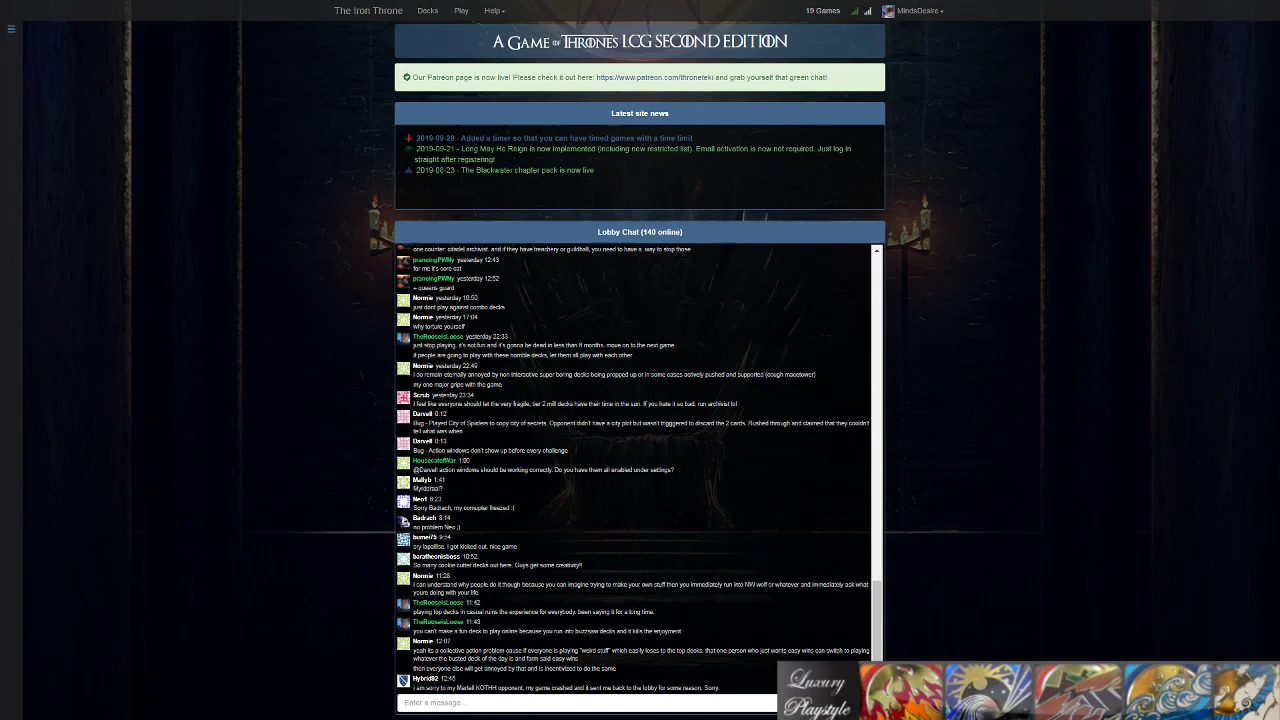 The Iron Throne Decks Play Help 19 Games MindsDesire
A GAME OF THRONES LCG SECOND EDITION
Our Patreon page is now live! Please check it out here: https://www.patreon.com/throneteki and grab yourself that green chat!
Latest site news
2019-09-28 - Added a timer so that you can have timed games with a time limit
2019-09-21 - Long May He Reign is now implemented (including new restricted list). Email activation is now not required. Just log in
straight after registering!
2019-08-23 - The Blackwater chapter pack is now live
Lobby Chat (140 online)
one counter: citadel archivist. and if they have treachery or guildhall, you need to have a way to stop those
prancingPWNy yesterday 12:43
for me it's core cat
prancingPWNy yesterday 12:52
+ queens guard
Normie yesterday 16:50
just dont play against combo decks
Normie yesterday 17:04
why torture yourself
TheRooseisLoose yesterday 22:33
just stop playing, it's not fun and it's gonna be dead in less than 6 months. move on to the next game.
if people are going to play with these horrible decks, let them all play with each other
Normie yesterday 22:49
I do remain eternally annoyed by non interactive super boring decks being propped up or in some cases actively pushed and supported (cough macetower)
my one major gripe with the game
Scrub yesterday 23:34
I feel like everyone should let the very fragile, tier 2 mill decks have their time in the sun. If you hate it so bad, run archivist lol
Darvell 0:12
Bug - Played City of Spiders to copy city of secrets. Opponent didn't have a city plot but wasn't trigggered to discard the 2 cards. Rushed through and claimed that they couldn't
tell what was when
Darvell 0:13
Bug - Action windows don't show up before every challenge
HousecatofWar 1:00
@Darvell action windows should be working correctly. Do you have them all enabled under settings?
Mallyb 1:41
Myrddraal?
Neo1 6:23
Sorry Badrach, my comupter freezed :(
Badrach 8:14
no problem Neo ;)
bumei75 9:54
sry lapallise, I got kicked out, nice game
baratheonisboss 10:52
So many cookie cutter decks out here. Guys get some creativity!!
Normie 11:28
I can understand why people do it though because you can imagine trying to make your own stuff then you immediately run into NW wolf or whatever and immediately ask what
youre doing with your life
TheRooseisLoose 11:42
playing top decks in casual ruins the experience for everybody. been saying it for a long time.
TheRooseisLoose 11:43
you can't make a fun deck to play online because you run into buzzsaw decks and it kills the enjoyment
Normie 12:07
yeah its a collective action problem cause if everyone is playing "weird stuff" which easily loses to the top decks, that one person who just wants easy wins can switch to playing
whatever the busted deck of the day is and farm said easy wins
then everyone else will get annoyed by that and is incentivized to do the same
Hybrid92 12:45
i am sorry to my Martell KOTHH opponent, my game crashed and it sent me back to the lobby for some reason. Sorry.
Enter a message...
Luxury
of
Playstyle